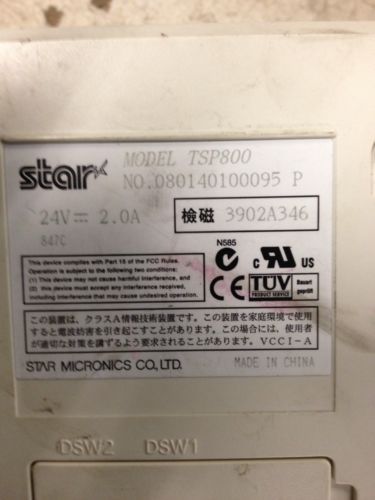 star MODEL TSP800
NO.080140100095 P
24V ⎓ 2.0A 檢磁 3902A346
847C
N585
This device complies with Part 15 of the FCC Rules.
Operation is subject to the following two conditions:
(1) This device may not cause harmful interference, and
(2) this device must accept any interference received,
including interference that may cause undesired operation.
C UR US
CE TÜV Bauart geprüft
PRODUCT SERVICE
この装置は、クラスA情報技術装置です。この装置を家庭環境で使用
すると電波妨害を引き起こすことがあります。この場合には、使用者
が適切な対策を講ずるよう要求されることがあります。VCCI-A
STAR MICRONICS CO., LTD. MADE IN CHINA
DSW2 DSW1